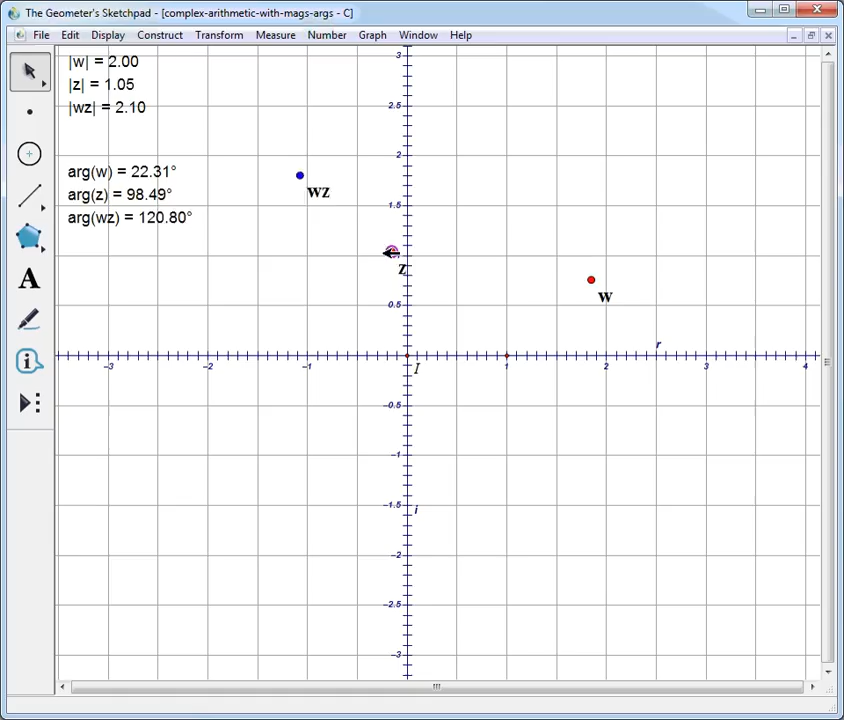 The Geometer's Sketchpad - [complex-arithmetic-with-mags-args - C]
File Edit Display Construct Transform Measure Number Graph Window Help
|w| = 2.00
|z| = 1.05
|wz| = 2.10
arg(w) = 22.31°
arg(z) = 98.49°
arg(wz) = 120.80°
A
i
3
2.5
2
1.5
0.5
-0.5
-1
-1.5
-2
-2.5
-3
-3 -2 -1 1 2 3 4
wz
z
w
r
I
i